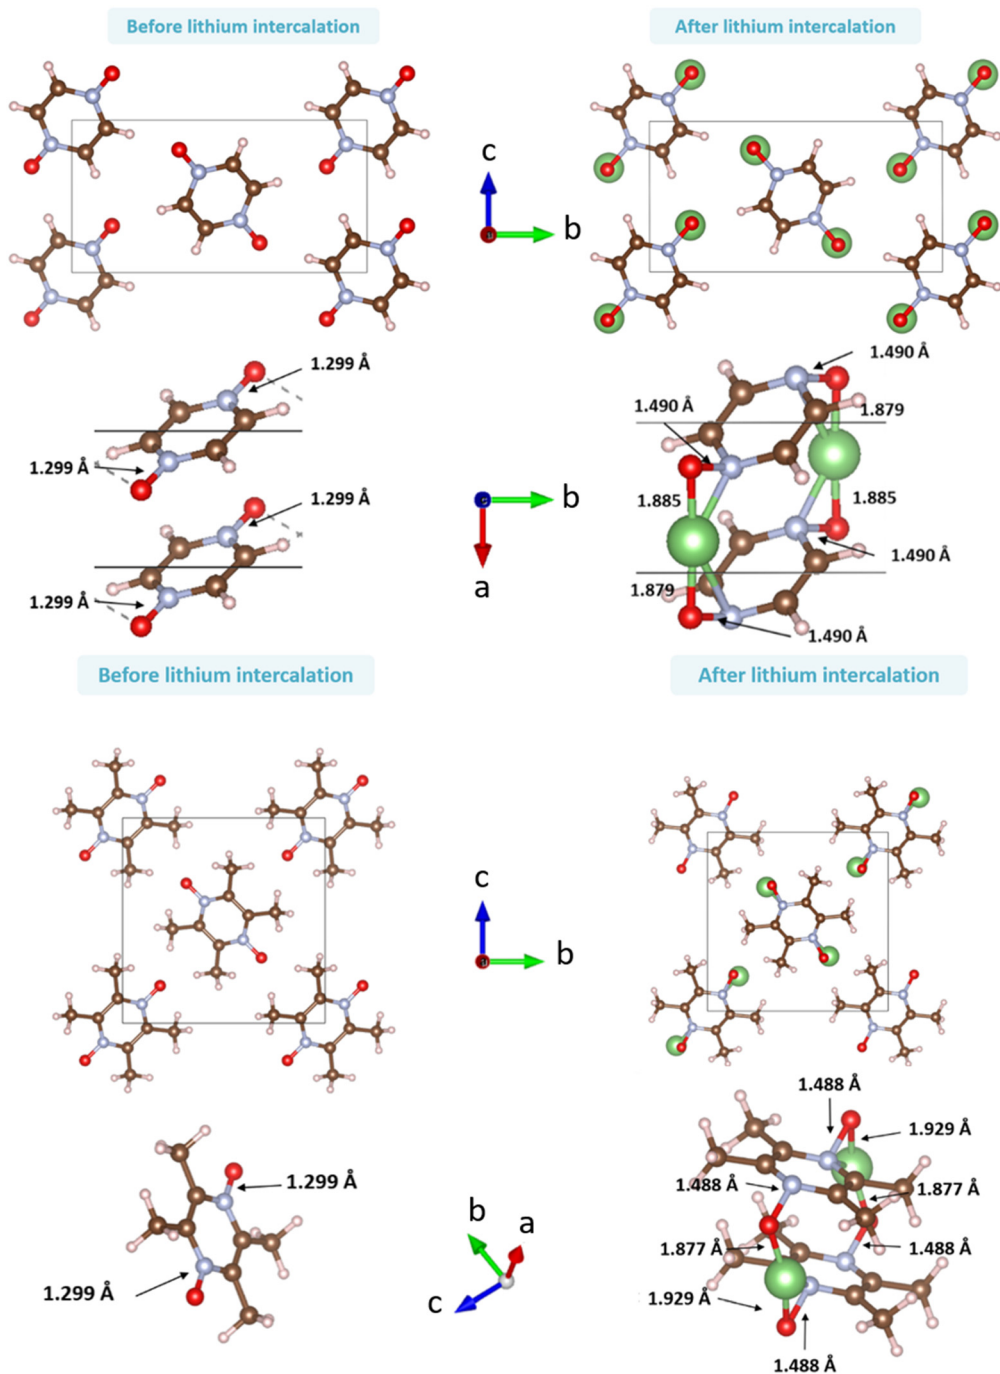 Before lithium intercalation
After lithium intercalation
c
b
1.299 Å
1.299 Å
1.299 Å
1.299 Å
b
a
1.490 Å
1.490 Å
1.879
1.885
1.885
1.490 Å
1.879
1.490 Å
Before lithium intercalation
After lithium intercalation
c
b
1.299 Å
1.299 Å
b
a
c
1.488 Å
1.929 Å
1.488 Å
1.877 Å
1.877 Å
1.488 Å
1.929 Å
1.488 Å